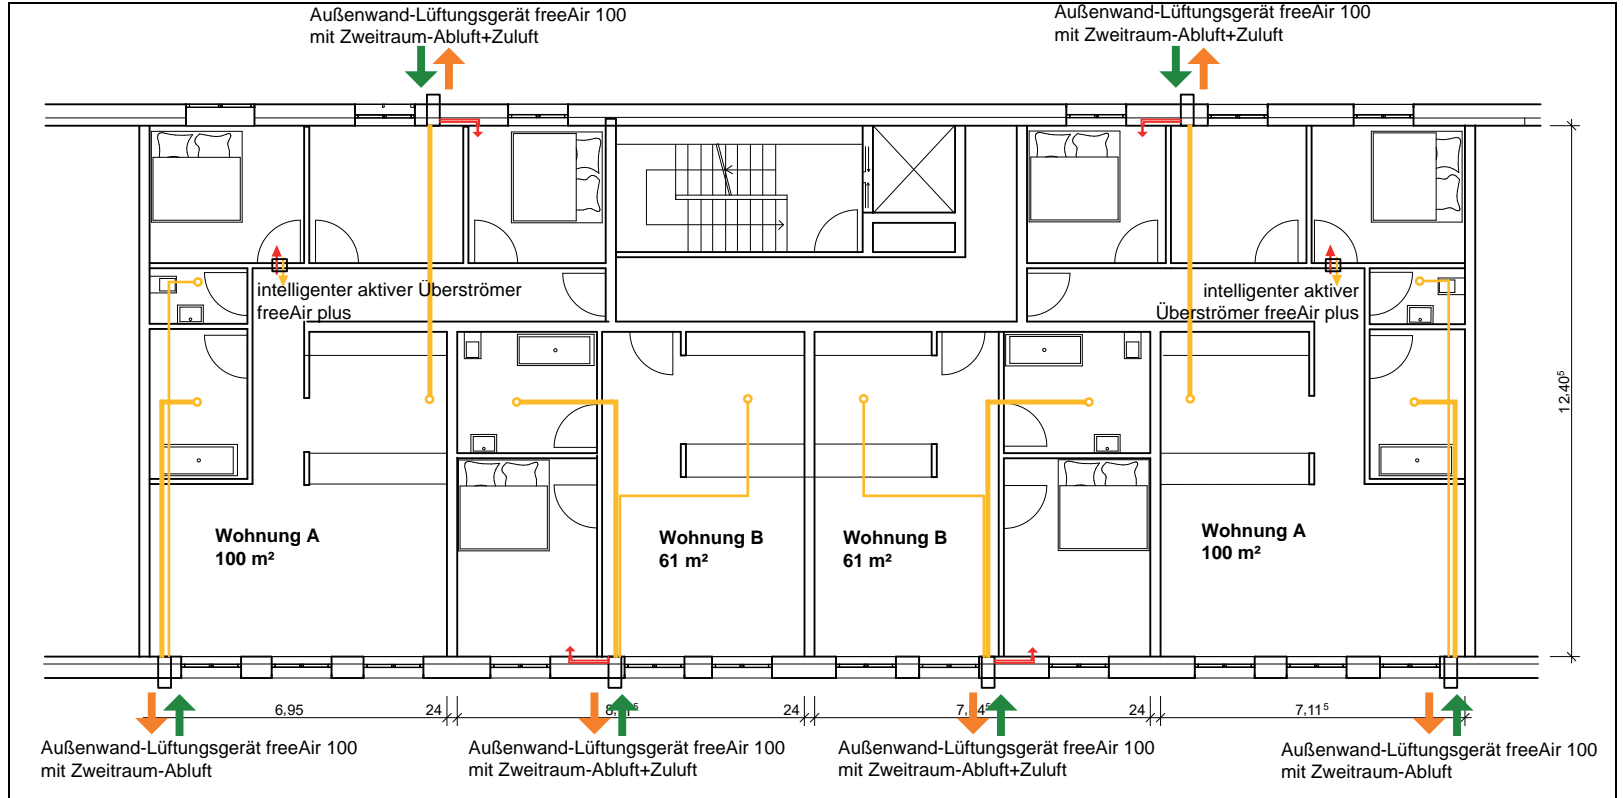 Außenwand-Lüftungsgerät freeAir 100
mit Zweitraum-Abluft+Zuluft
Außenwand-Lüftungsgerät freeAir 100
mit Zweitraum-Abluft+Zuluft
intelligenter aktiver Überströmer
freeAir plus
intelligenter aktiver
Überströmer freeAir plus
12.40⁵
Wohnung A
100 m²
Wohnung B
61 m²
Wohnung B
61 m²
Wohnung A
100 m²
6,95
24
24
24
7,11⁵
Außenwand-Lüftungsgerät freeAir 100
mit Zweitraum-Abluft
Außenwand-Lüftungsgerät freeAir 100
mit Zweitraum-Abluft+Zuluft
Außenwand-Lüftungsgerät freeAir 100
mit Zweitraum-Abluft+Zuluft
Außenwand-Lüftungsgerät freeAir 100
mit Zweitraum-Abluft